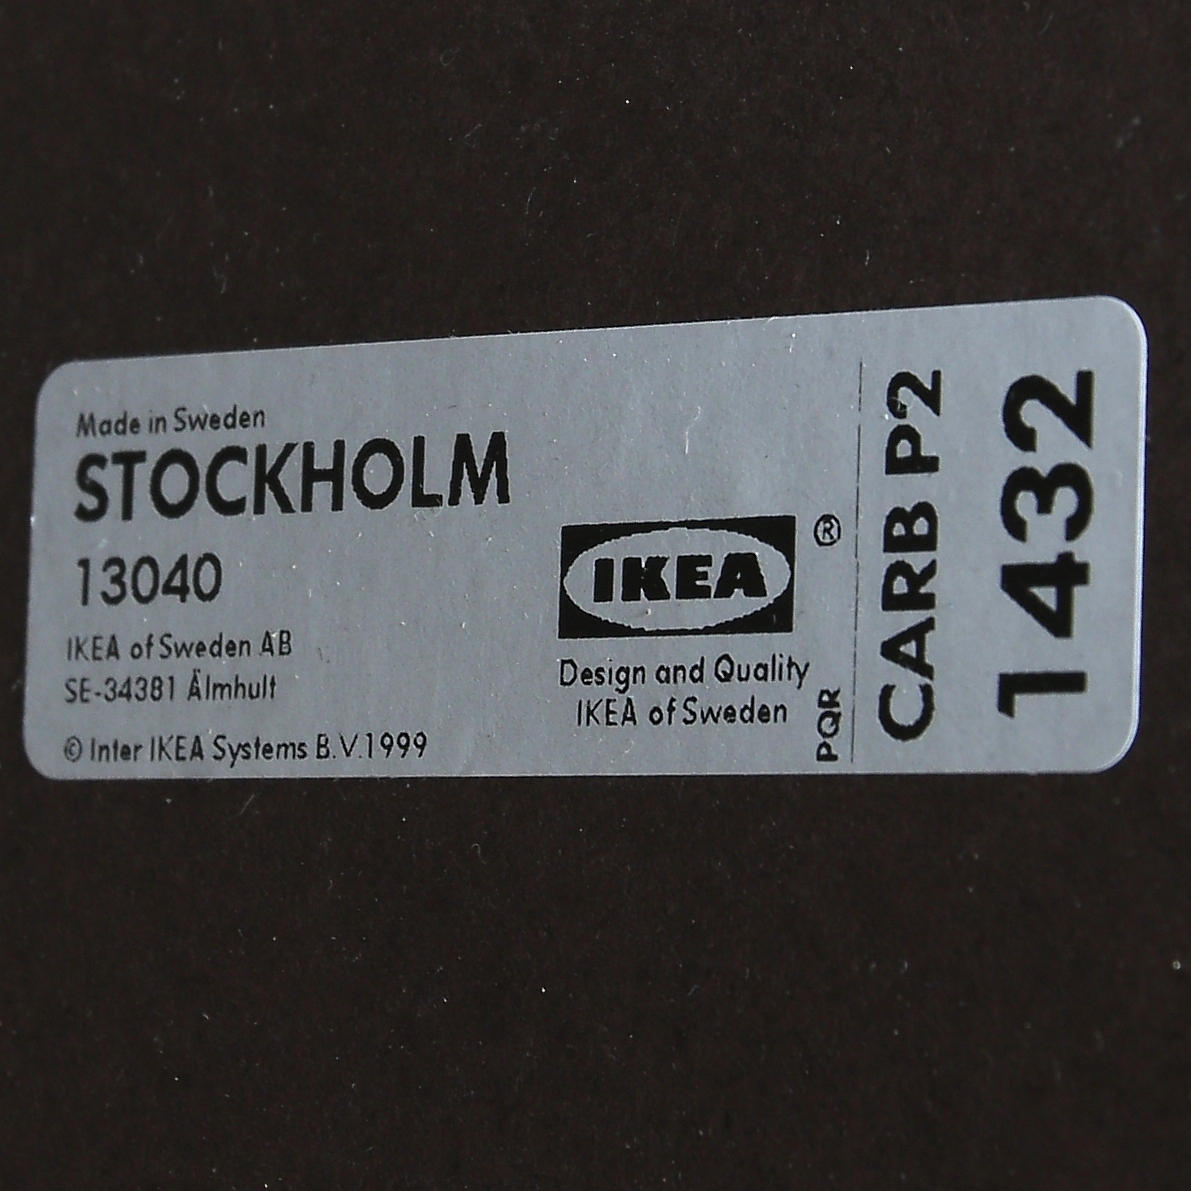 Made in Sweden
STOCKHOLM
13040
IKEA of Sweden AB
SE-34381 Älmhult
© Inter IKEA Systems B.V.1999
IKEA ®
Design and Quality
IKEA of Sweden
PQR
CARB P2
1432